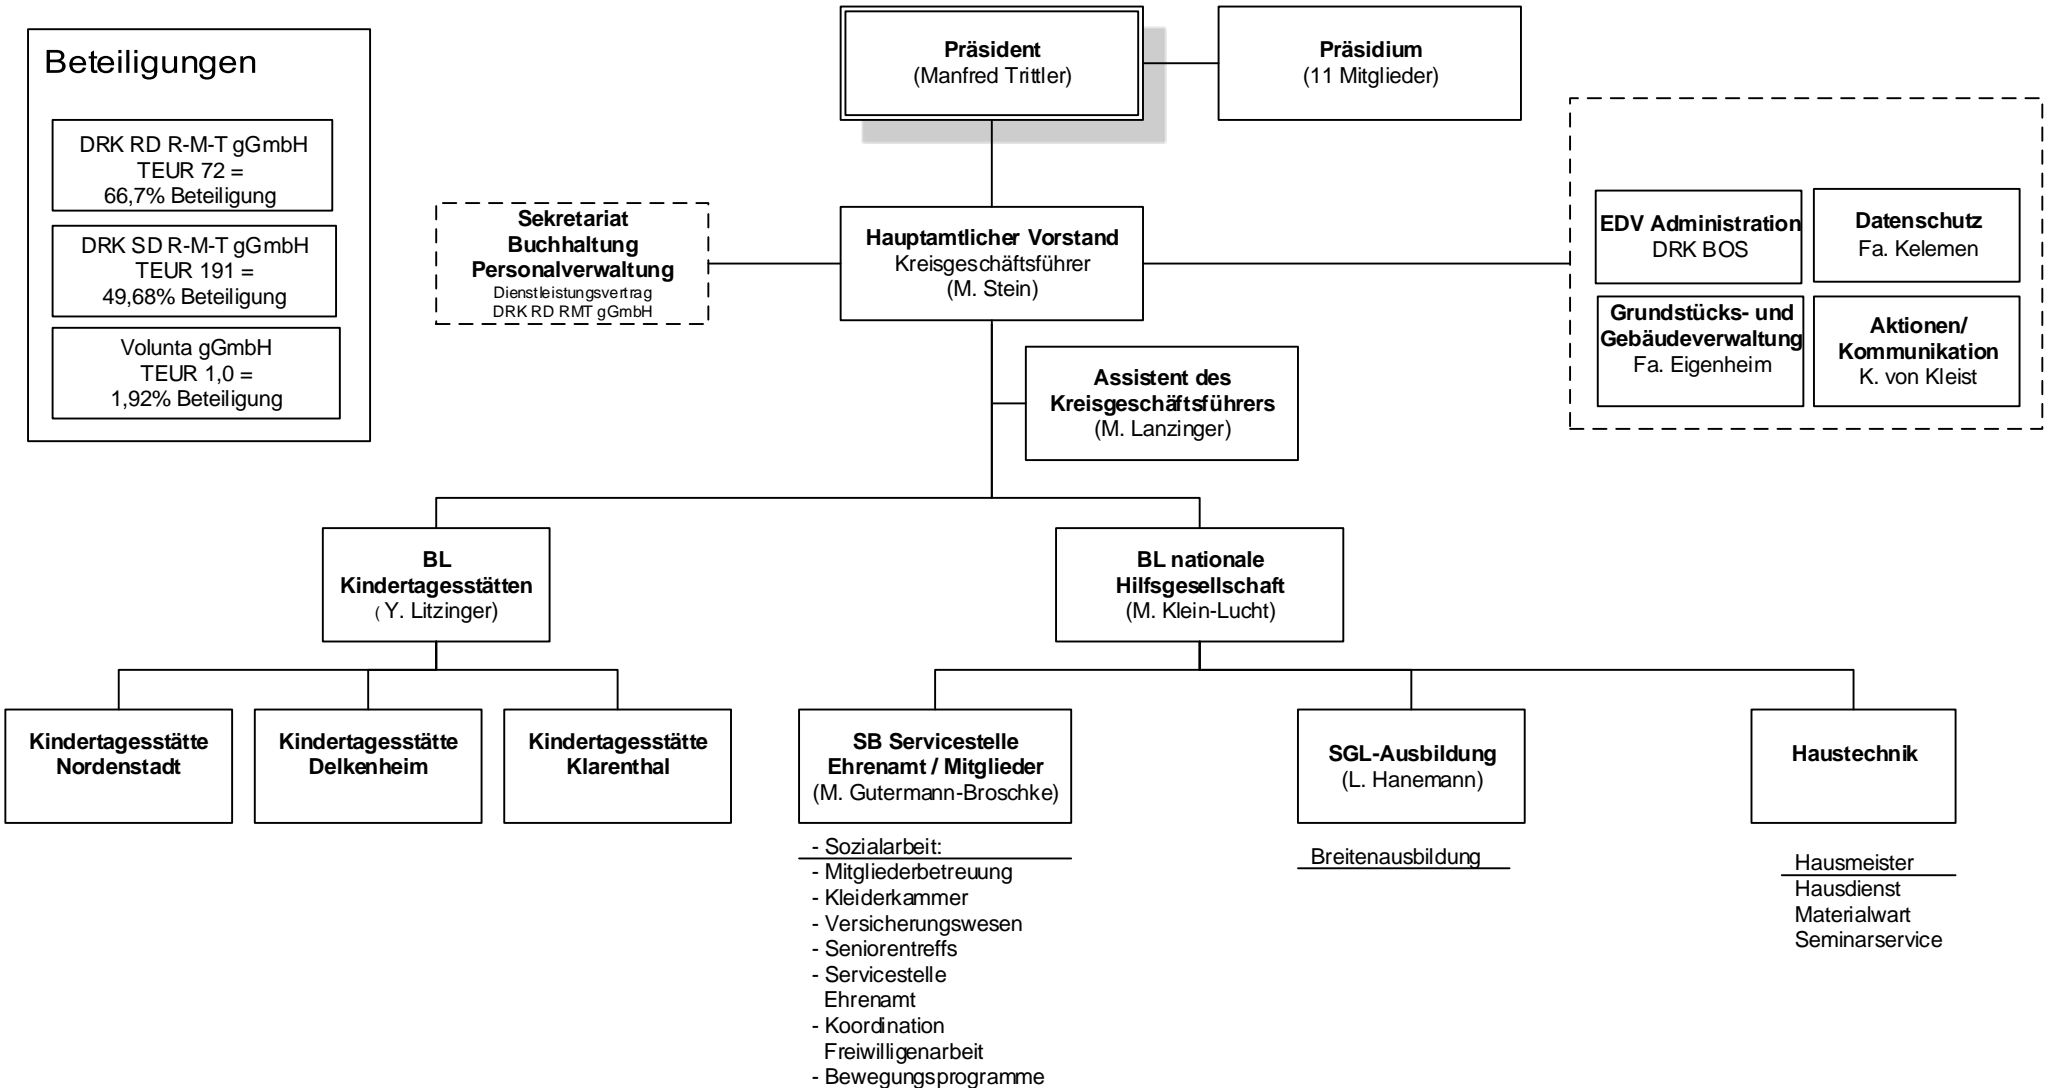 Beteiligungen
DRK RD R-M-T gGmbH
TEUR 72 =
66,7% Beteiligung
DRK SD R-M-T gGmbH
TEUR 191 =
49,68% Beteiligung
Volunta gGmbH
TEUR 1,0 =
1,92% Beteiligung
Präsident
(Manfred Trittler)
Präsidium
(11 Mitglieder)
Sekretariat
Buchhaltung
Personalverwaltung
Dienstleistungsvertrag
DRK RD RMT gGmbH
Hauptamtlicher Vorstand
Kreisgeschäftsführer
(M. Stein)
EDV Administration
DRK BOS
Datenschutz
Fa. Kelemen
Grundstücks- und
Gebäudeverwaltung
Fa. Eigenheim
Aktionen/
Kommunikation
K. von Kleist
Assistent des
Kreisgeschäftsführers
(M. Lanzinger)
BL
Kindertagesstätten
( Y. Litzinger)
BL nationale
Hilfsgesellschaft
(M. Klein-Lucht)
Kindertagesstätte
Nordenstadt
Kindertagesstätte
Delkenheim
Kindertagesstätte
Klarenthal
SB Servicestelle
Ehrenamt / Mitglieder
(M. Gutermann-Broschke)
- Sozialarbeit:
- Mitgliederbetreuung
- Kleiderkammer
- Versicherungswesen
- Seniorentreffs
- Servicestelle
Ehrenamt
- Koordination
Freiwilligenarbeit
- Bewegungsprogramme
SGL-Ausbildung
(L. Hanemann)
Breitenausbildung
Haustechnik
Hausmeister
Hausdienst
Materialwart
Seminarservice